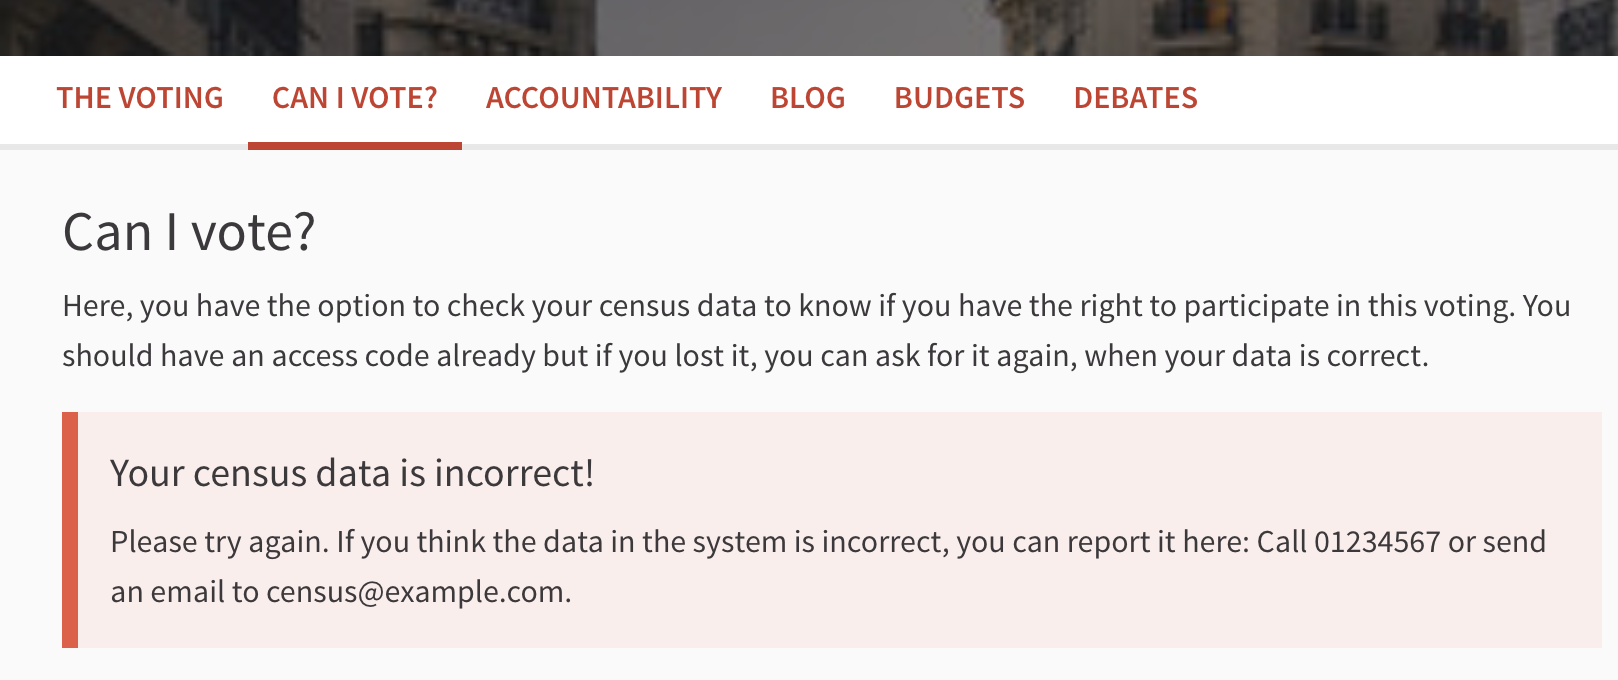 THE VOTING CAN I VOTE? ACCOUNTABILITY BLOG BUDGETS DEBATES
Can I vote?
Here, you have the option to check your census data to know if you have the right to participate in this voting. You
should have an access code already but if you lost it, you can ask for it again, when your data is correct.
Your census data is incorrect!
Please try again. If you think the data in the system is incorrect, you can report it here: Call 01234567 or send
an email to census@example.com.